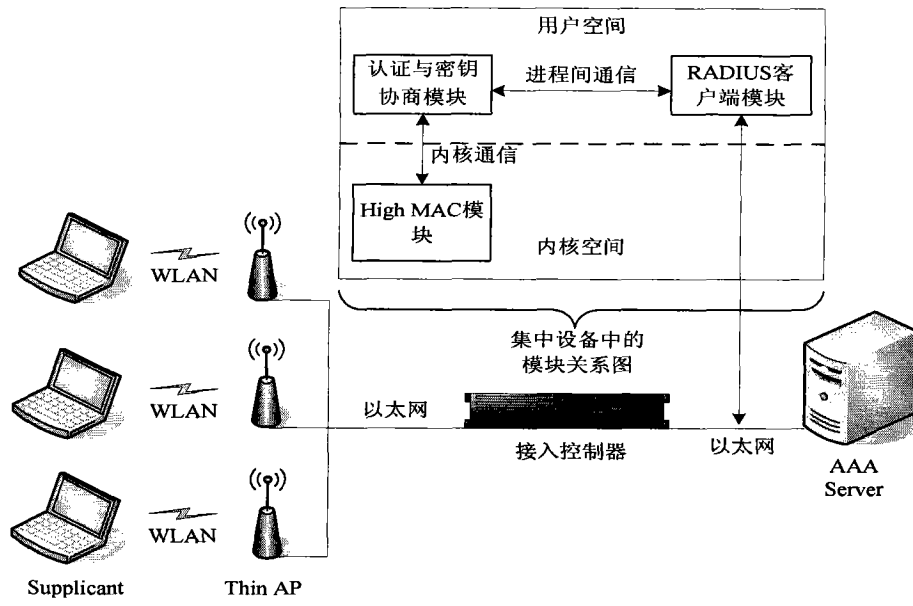 用户空间
认证与密钥
协商模块
进程间通信
RADIUS客
户端模块
内核通信
High MAC模
块
内核空间
WLAN
集中设备中的
模块关系图
WLAN
以太网
接入控制器
以太网
AAA
Server
WLAN
Supplicant
Thin AP